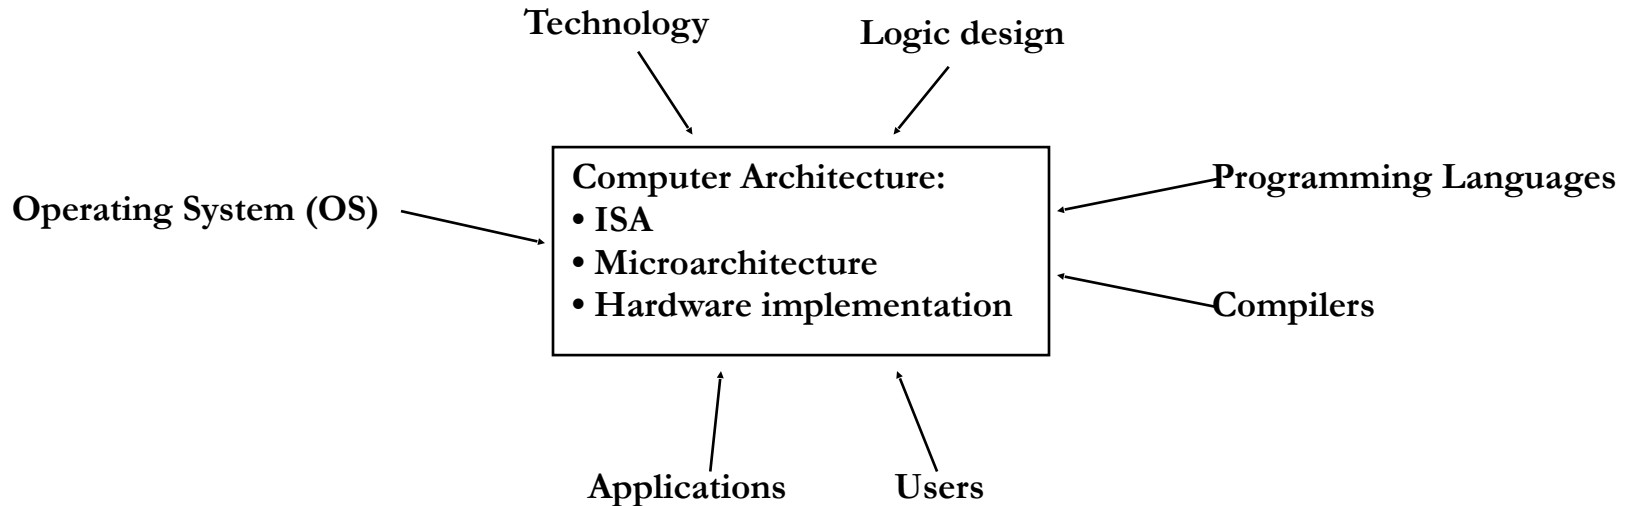 Technology
Logic design
Computer Architecture:
• ISA
• Microarchitecture
• Hardware implementation
Operating System (OS)
Programming Languages
Compilers
Applications
Users